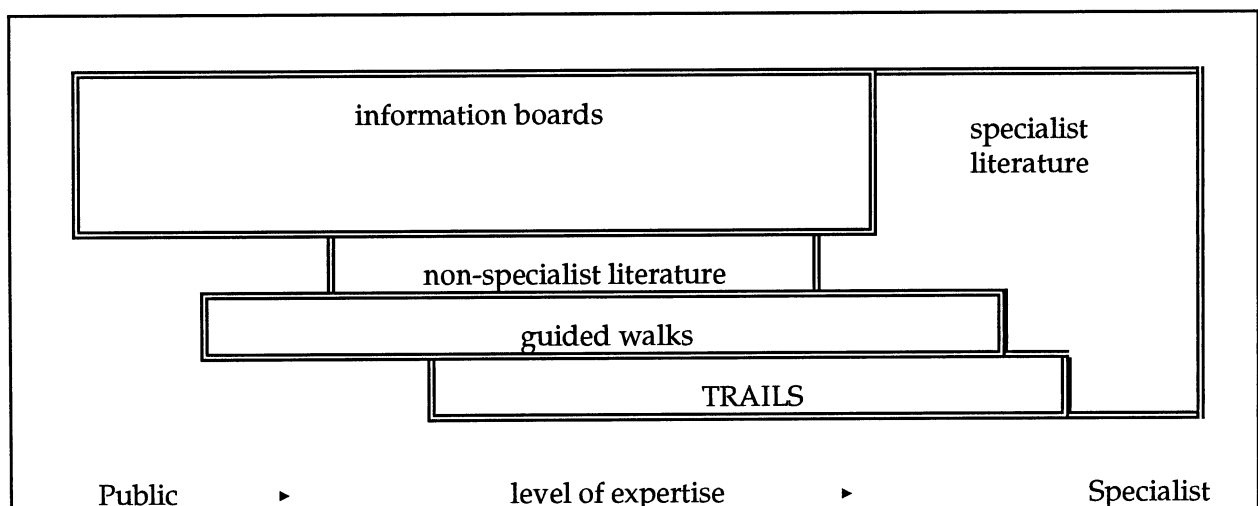 information boards
specialist
literature
non-specialist literature
guided walks
TRAILS
Public ► level of expertise ► Specialist